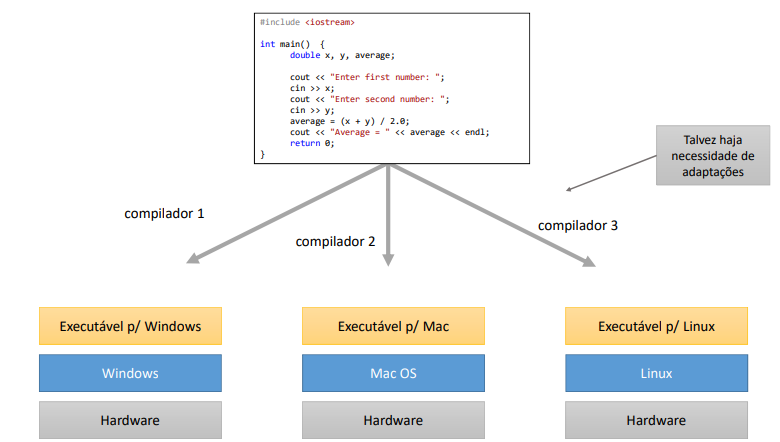 #include <iostream>
int main()  {
double x, y, average;
cout << "Enter first number: ";
cin >> x;
cout << "Enter second number: ";
cin >> y;
average = (x + y) / 2.0;
cout << "Average = " << average << endl;
return 0;
}
Talvez haja
necessidade de
adaptações
compilador 1
compilador 2
compilador 3
Executável p/ Windows
Executável p/ Mac
Executável p/ Linux
Windows
Mac OS
Linux
Hardware
Hardware
Hardware